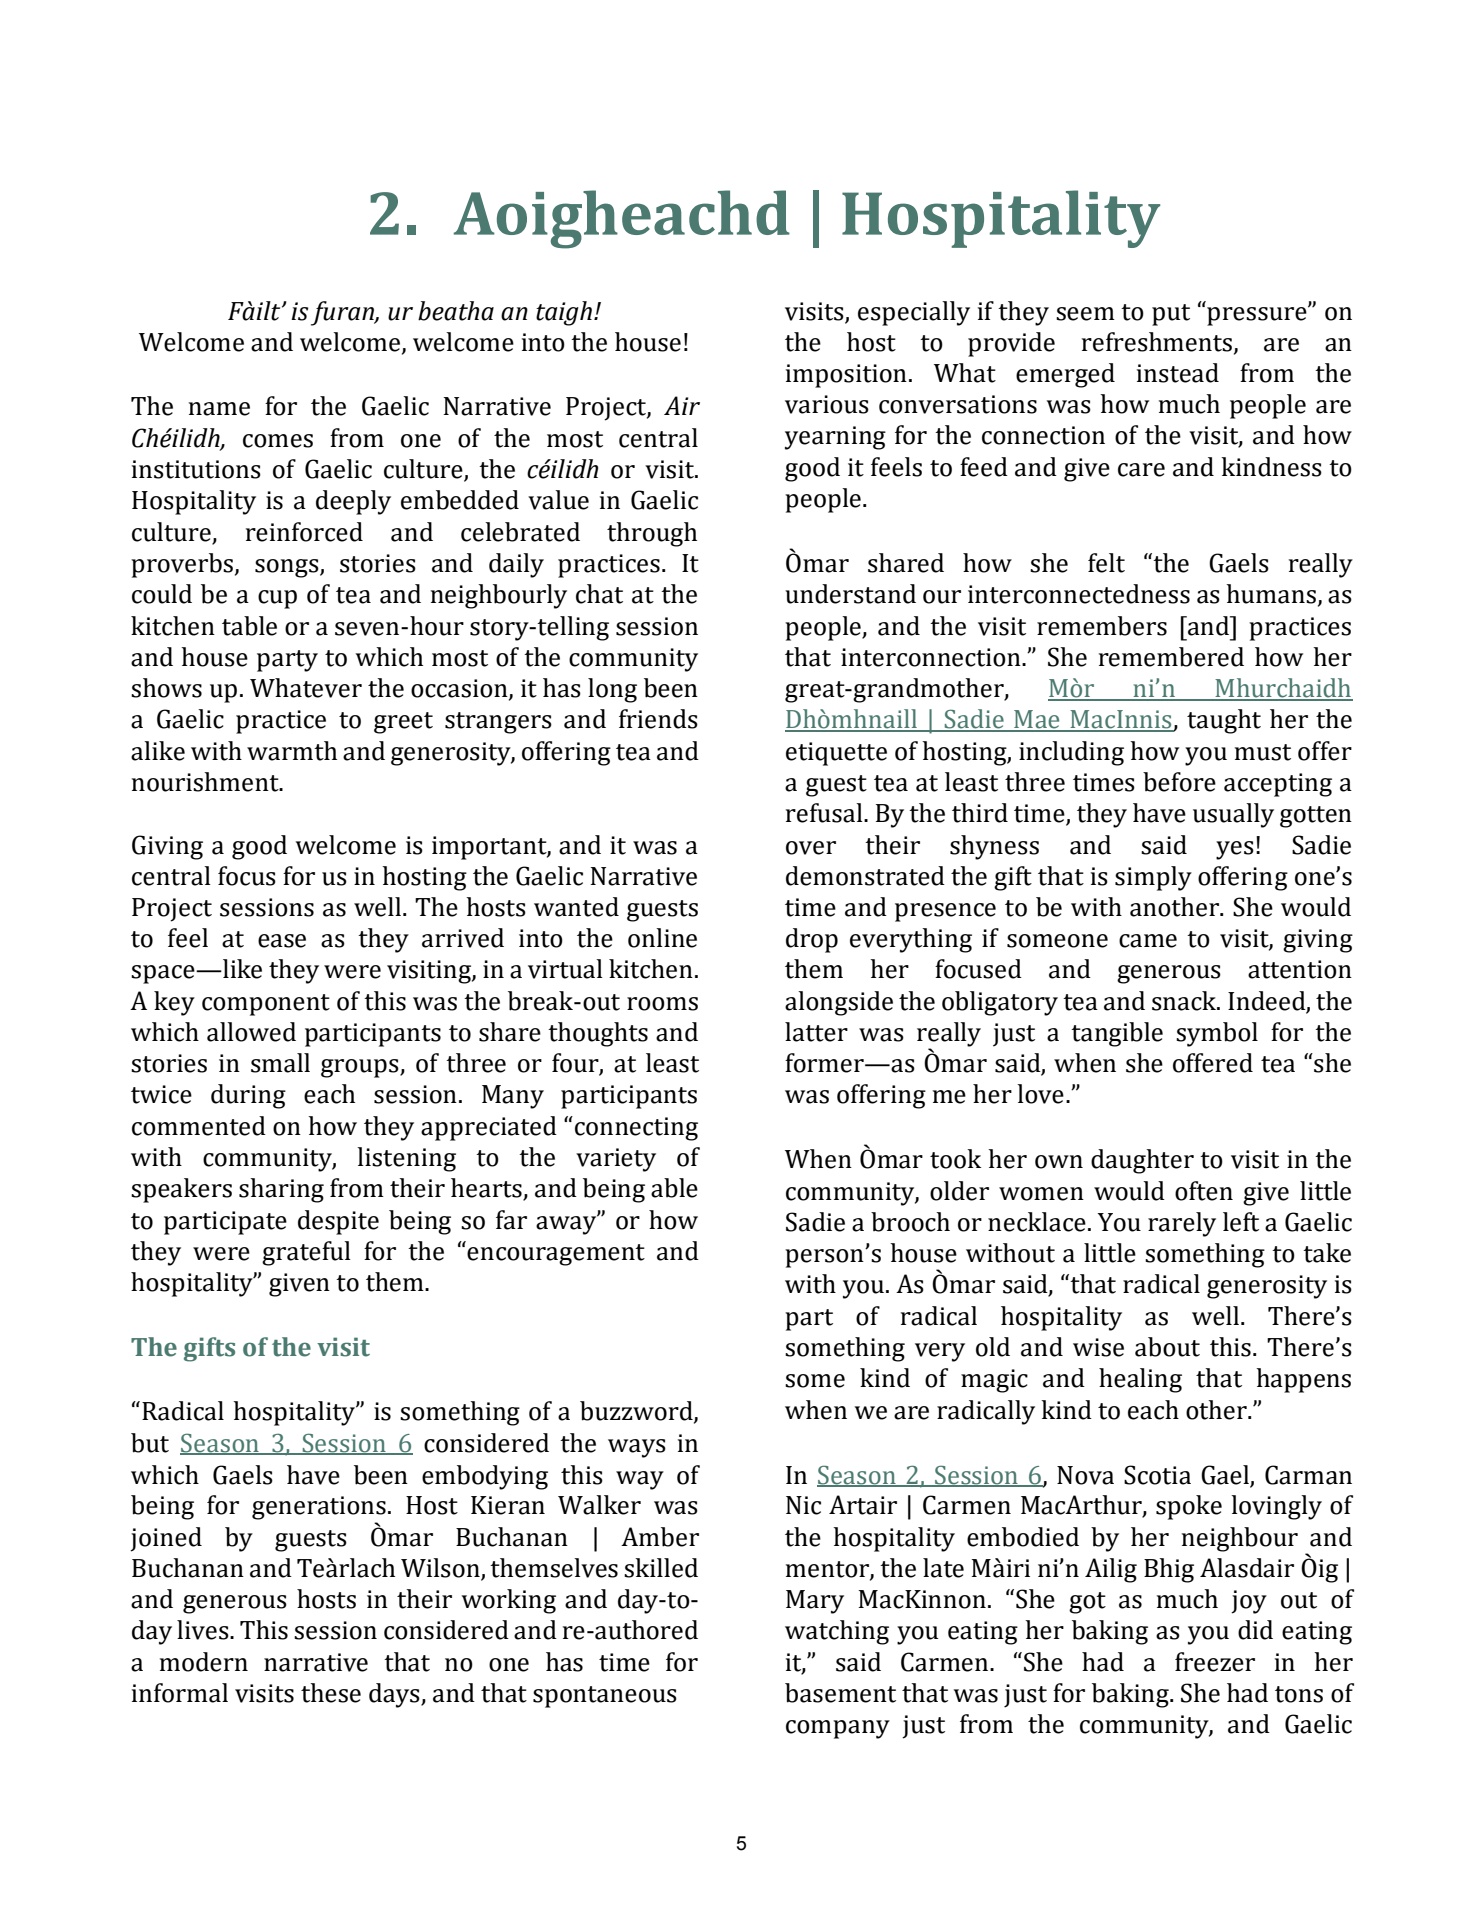 2. Aoigheachd | Hospitality
Fàilt’ is furan, ur beatha an taigh!
Welcome and welcome, welcome into the house!
The name for the Gaelic Narrative Project, Air
Chéilidh, comes from one of the most central
institutions of Gaelic culture, the céilidh or visit.
Hospitality is a deeply embedded value in Gaelic
culture, reinforced and celebrated through
proverbs, songs, stories and daily practices. It
could be a cup of tea and neighbourly chat at the
kitchen table or a seven-hour story-telling session
and house party to which most of the community
shows up. Whatever the occasion, it has long been
a Gaelic practice to greet strangers and friends
alike with warmth and generosity, offering tea and
nourishment.
Giving a good welcome is important, and it was a
central focus for us in hosting the Gaelic Narrative
Project sessions as well. The hosts wanted guests
to feel at ease as they arrived into the online
space—like they were visiting, in a virtual kitchen.
A key component of this was the break-out rooms
which allowed participants to share thoughts and
stories in small groups, of three or four, at least
twice during each session. Many participants
commented on how they appreciated “connecting
with community, listening to the variety of
speakers sharing from their hearts, and being able
to participate despite being so far away” or how
they were grateful for the “encouragement and
hospitality” given to them.
The gifts of the visit
“Radical hospitality” is something of a buzzword,
but Season 3, Session 6 considered the ways in
which Gaels have been embodying this way of
being for generations. Host Kieran Walker was
joined by guests Òmar Buchanan | Amber
Buchanan and Teàrlach Wilson, themselves skilled
and generous hosts in their working and day-to-
day lives. This session considered and re-authored
a modern narrative that no one has time for
informal visits these days, and that spontaneous
visits, especially if they seem to put “pressure” on
the host to provide refreshments, are an
imposition. What emerged instead from the
various conversations was how much people are
yearning for the connection of the visit, and how
good it feels to feed and give care and kindness to
people.
Òmar shared how she felt “the Gaels really
understand our interconnectedness as humans, as
people, and the visit remembers [and] practices
that interconnection.” She remembered how her
great-grandmother, Mòr ni’n Mhurchaidh
Dhòmhnaill | Sadie Mae MacInnis, taught her the
etiquette of hosting, including how you must offer
a guest tea at least three times before accepting a
refusal. By the third time, they have usually gotten
over their shyness and said yes! Sadie
demonstrated the gift that is simply offering one’s
time and presence to be with another. She would
drop everything if someone came to visit, giving
them her focused and generous attention
alongside the obligatory tea and snack. Indeed, the
latter was really just a tangible symbol for the
former—as Òmar said, when she offered tea “she
was offering me her love.”
When Òmar took her own daughter to visit in the
community, older women would often give little
Sadie a brooch or necklace. You rarely left a Gaelic
person’s house without a little something to take
with you. As Òmar said, “that radical generosity is
part of radical hospitality as well. There’s
something very old and wise about this. There’s
some kind of magic and healing that happens
when we are radically kind to each other.”
In Season 2, Session 6, Nova Scotia Gael, Carman
Nic Artair | Carmen MacArthur, spoke lovingly of
the hospitality embodied by her neighbour and
mentor, the late Màiri ni’n Ailig Bhig Alasdair Òig |
Mary MacKinnon. “She got as much joy out of
watching you eating her baking as you did eating
it,” said Carmen. “She had a freezer in her
basement that was just for baking. She had tons of
company just from the community, and Gaelic
5